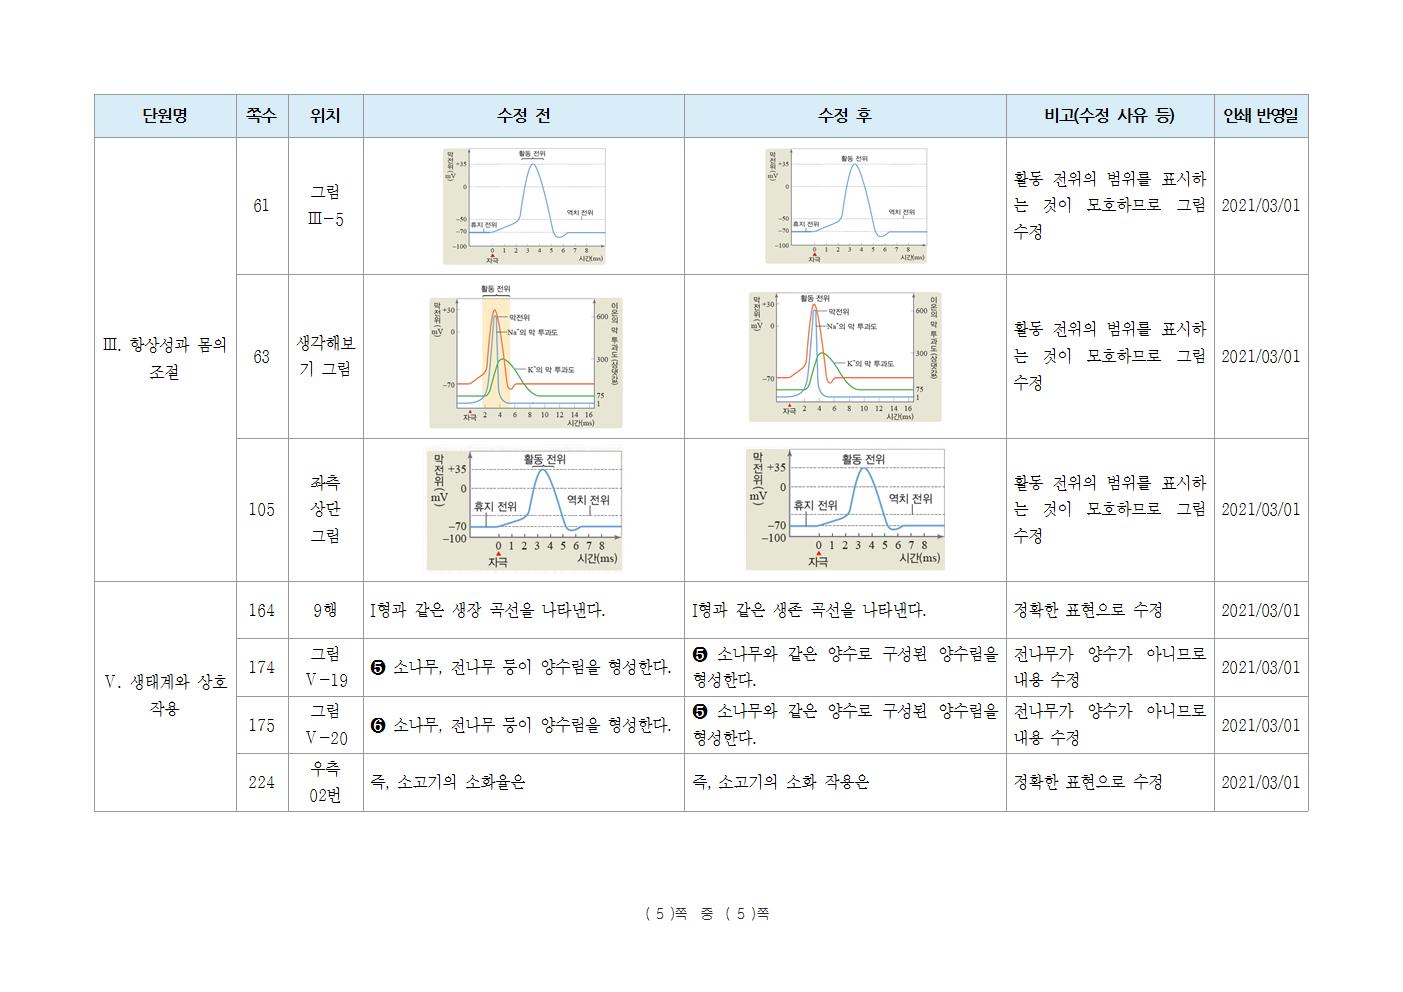 단원명 쪽수 위치 수정 전 수정 후 비고(수정 사유 등) 인쇄 반영일
Ⅲ. 항상성과 몸의
조절
61
그림
Ⅲ-5
막전위(mV)
활동 전위
+35
0
-50
-70
-100
휴지 전위
역치 전위
0 1 2 3 4 5 6 7 8
자극
시간(ms)
막전위(mV)
활동 전위
+35
0
-50
-70
-100
휴지 전위
역치 전위
0 1 2 3 4 5 6 7 8
자극
시간(ms)
활동 전위의 범위를 표시하
는 것이 모호하므로 그림
수정
2021/03/01
63
생각해보
기 그림
활동 전위
막전위(mV)
+30
0
-70
막전위
Na⁺의 막 투과도
K⁺의 막 투과도
이온의 막 투과도(상댓값)
600
300
75
1
자극 2 4 6 8 10 12 14 16
시간(ms)
활동 전위
막전위(mV)
+30
0
-70
막전위
Na⁺의 막 투과도
K⁺의 막 투과도
이온의 막 투과도(상댓값)
600
300
75
1
자극 2 4 6 8 10 12 14 16
시간(ms)
활동 전위의 범위를 표시하
는 것이 모호하므로 그림
수정
2021/03/01
105
좌측
상단
그림
막전위(mV)
활동 전위
+35
0
-70
-100
휴지 전위
역치 전위
0 1 2 3 4 5 6 7 8
자극
시간(ms)
막전위(mV)
활동 전위
+35
0
-70
-100
휴지 전위
역치 전위
0 1 2 3 4 5 6 7 8
자극
시간(ms)
활동 전위의 범위를 표시하
는 것이 모호하므로 그림
수정
2021/03/01
Ⅴ. 생태계와 상호
작용
164 9행 I형과 같은 생장 곡선을 나타낸다. I형과 같은 생존 곡선을 나타낸다. 정확한 표현으로 수정 2021/03/01
174
그림
Ⅴ-19
❺ 소나무, 전나무 등이 양수림을 형성한다.
❺ 소나무와 같은 양수로 구성된 양수림을
형성한다.
전나무가 양수가 아니므로
내용 수정
2021/03/01
175
그림
Ⅴ-20
❻ 소나무, 전나무 등이 양수림을 형성한다.
❺ 소나무와 같은 양수로 구성된 양수림을
형성한다.
전나무가 양수가 아니므로
내용 수정
2021/03/01
224
우측
02번
즉, 소고기의 소화율은 즉, 소고기의 소화 작용은 정확한 표현으로 수정 2021/03/01
( 5 )쪽 중 ( 5 )쪽